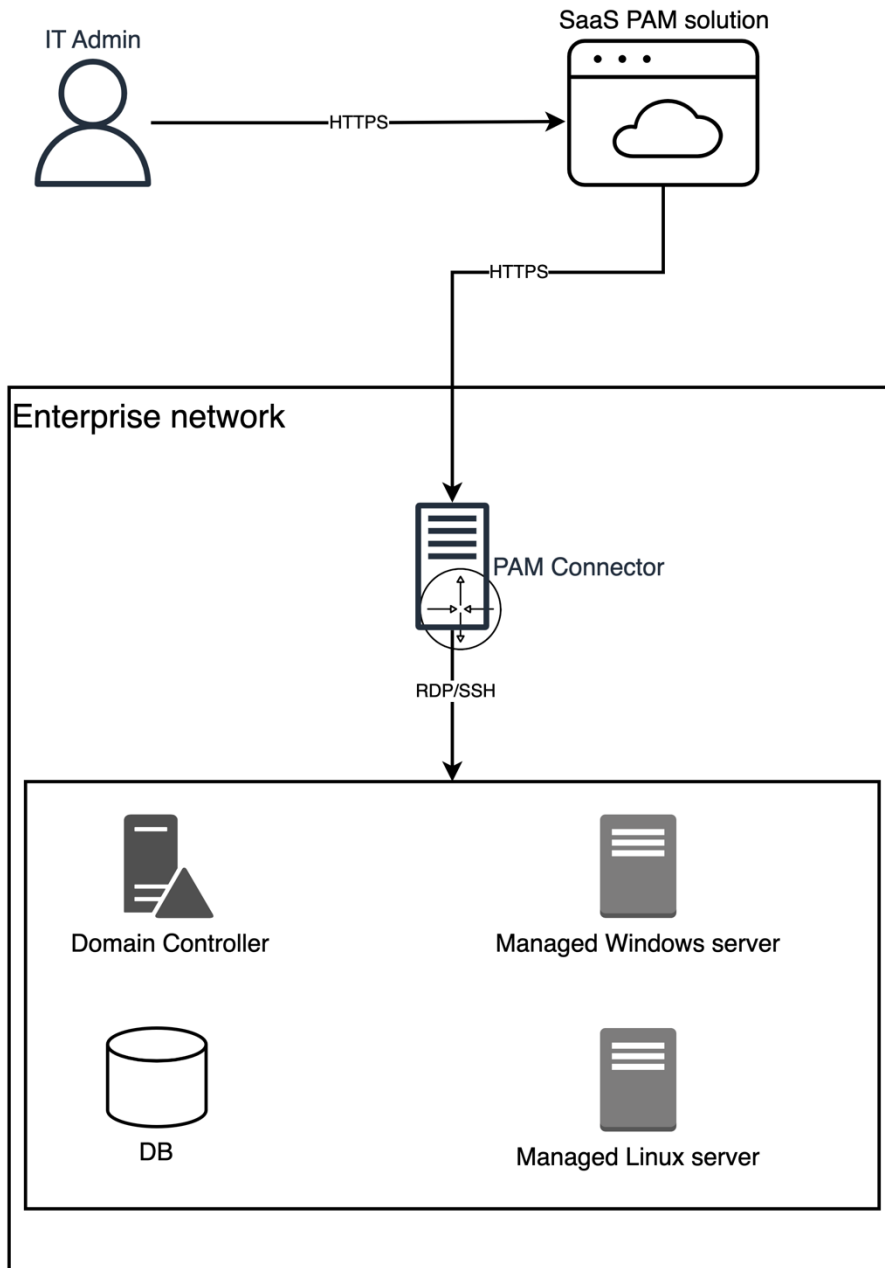 SaaS PAM solution
IT Admin
HTTPS
HTTPS
Enterprise network
PAM Connector
RDP/SSH
Domain Controller
Managed Windows server
DB
Managed Linux server